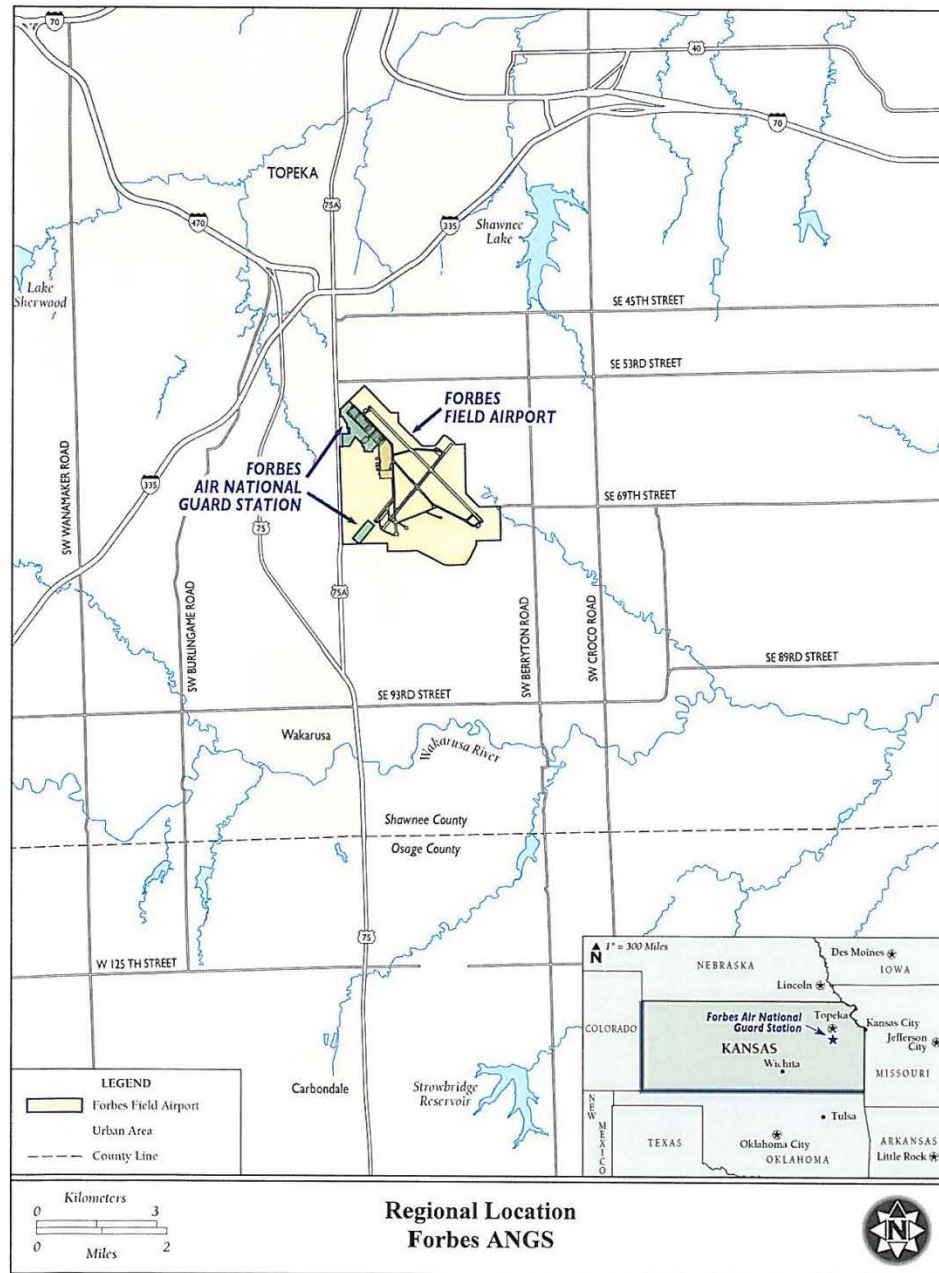 70
40
70
TOPEKA
75A
470
335
Shawnee
Lake
Lake
Sherwood
SE 45TH STREET
SE 53RD STREET
FORBES
FIELD AIRPORT
FORBES
AIR NATIONAL
GUARD STATION
SW WANAMAKER ROAD
335
75
SE 69TH STREET
75A
SW BURLINGAME ROAD
SW BERRYTON ROAD
SW CROCO ROAD
SE 89RD STREET
SE 93RD STREET
Wakarusa
Wakarusa River
Shawnee County
Osage County
75
W 125 TH STREET
Carbondale
Strowbridge
Reservoir
LEGEND
Forbes Field Airport
Urban Area
County Line
1" = 300 Miles
N
NEBRASKA
Des Moines
IOWA
Lincoln
COLORADO
Forbes Air National
Guard Station
Topeka
Kansas City
Jefferson
City
KANSAS
Wichita
MISSOURI
NEW
MEXICO
TEXAS
Tulsa
Oklahoma City
OKLAHOMA
ARKANSAS
Little Rock
Kilometers
0 3
0 2
Miles
Regional Location
Forbes ANGS
N